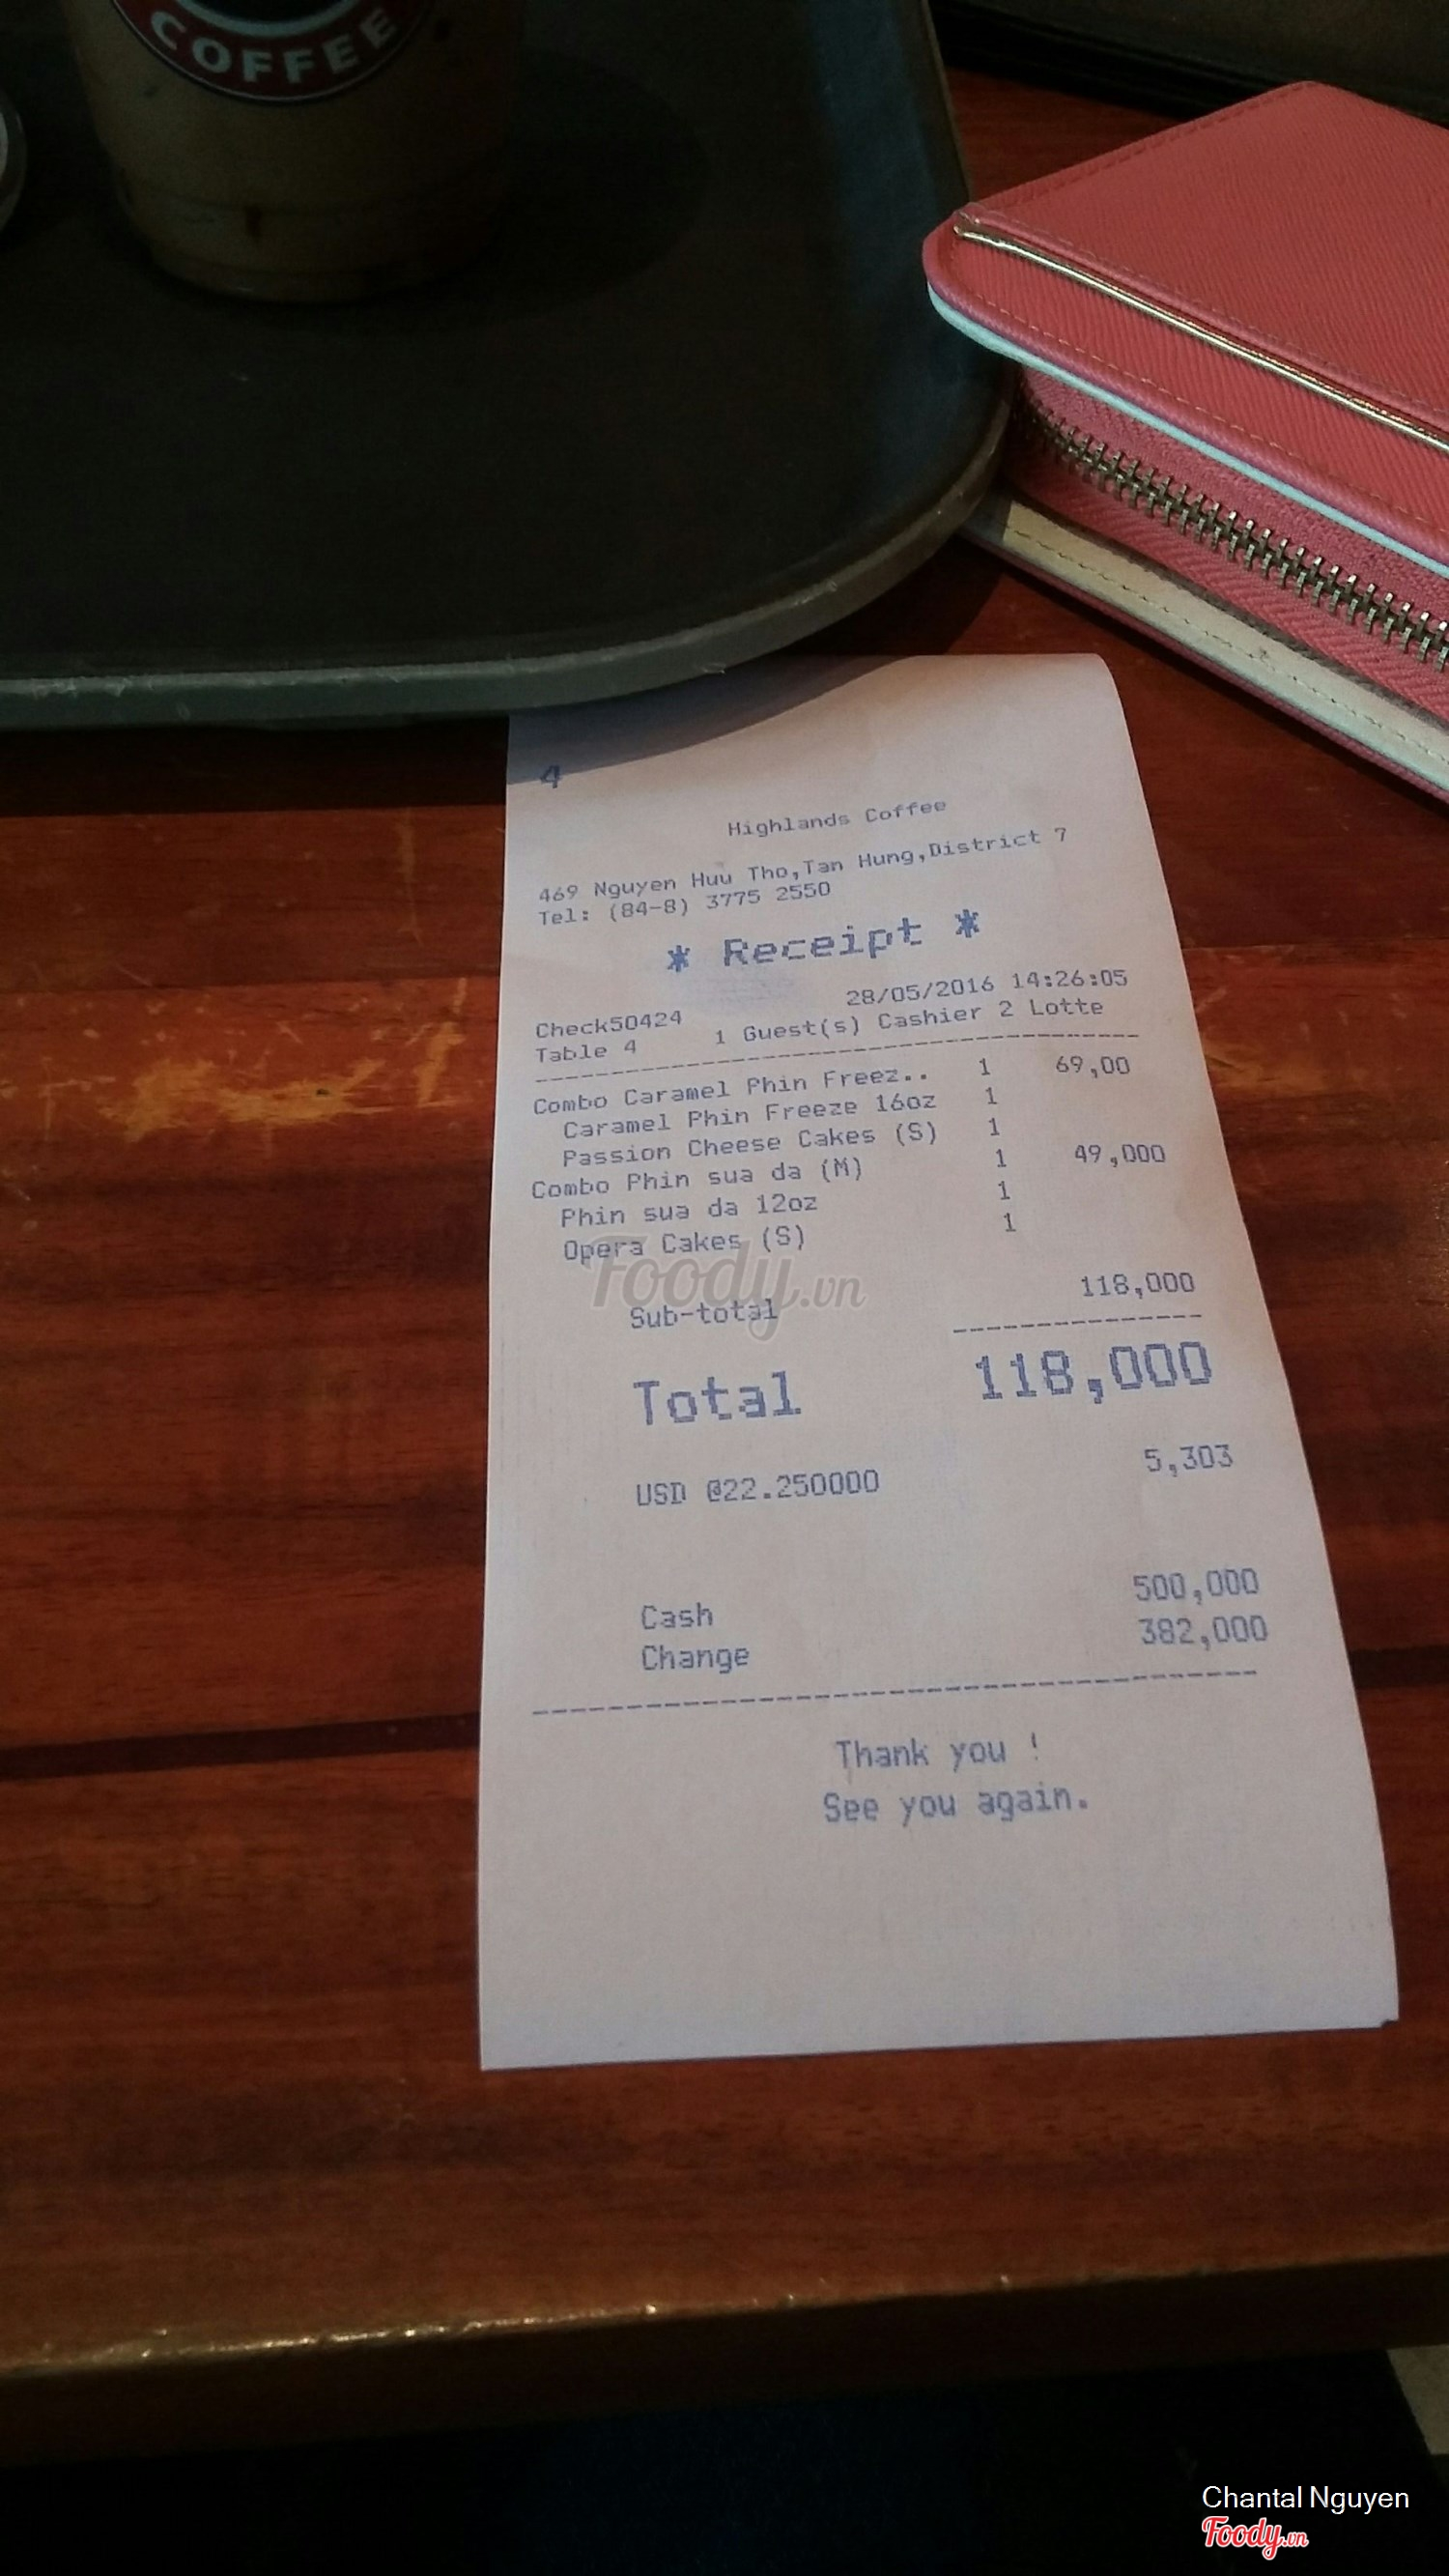 COFFEE
4
Highlands Coffee
469 Nguyen Huu Tho,Tan Hung,District 7
Tel: (84-8) 3775 2550
* Receipt *
28/05/2016 14:26:05
Check50424
Table 4 1 Guest(s) Cashier 2 Lotte
Combo Caramel Phin Freez.. 1 69,00
Caramel Phin Freeze 16oz 1
Passion Cheese Cakes (S) 1
Combo Phin sua da (M) 1 49,000
Phin sua da 12oz 1
Opera Cakes (S) 1
Foody.vn
Sub-total 118,000
Total 118,000
USD @22.250000 5,303
Cash 500,000
Change 382,000
Thank you !
See you again.
Chantal Nguyen
Foody.vn